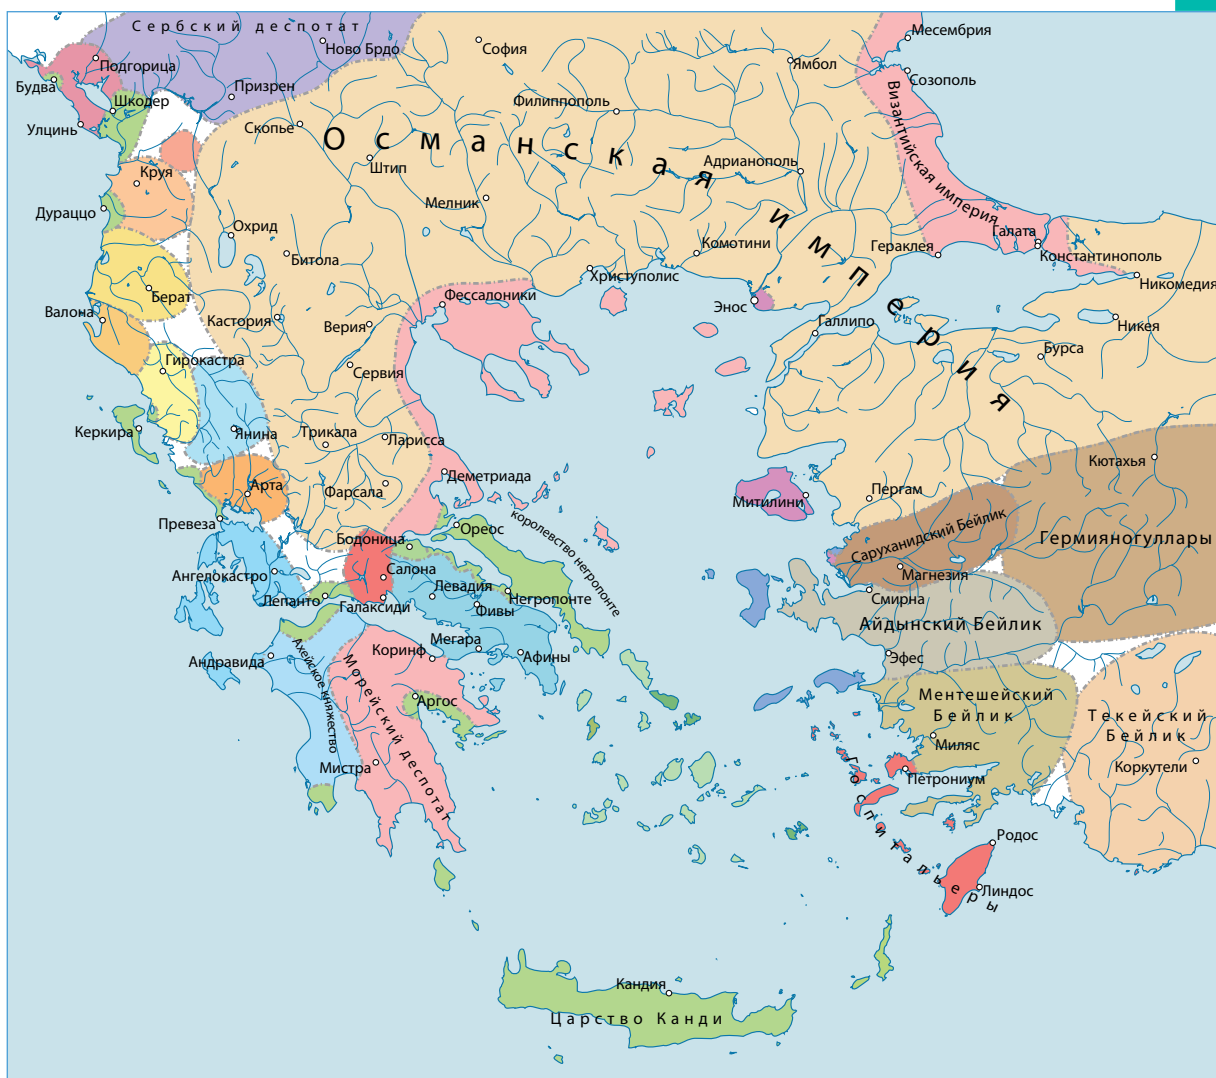 Сербский деспотат
Ново Брдо
София
Месембрия
Подгорица
Ямбол
Созополь
Будва
Призрен
Шкодер
Филиппополь
Византийская империя
Улцинь
Скопье
Османская империя
Штип
Адрианополь
Круя
Мелник
Дураццо
Охрид
Битола
Комотини
Гераклея
Галата
Константинополь
Христуполис
Никомедия
Берат
Фессалоники
Энос
Валона
Кастория
Верия
Галлипо
Никея
Бурса
Гирокастра
Сервия
Керкира
Янина
Трикала
Ларисса
Кютахья
Арта
Фарсала
Деметриада
Митилини
Пергам
Превеза
Бодоница
Ореос
королевство негропонте
Саруханидский Бейлик
Гермияногуллары
Ангелокастро
Салона
Левадия
Магнезия
Лепанто
Галаксиди
Фивы
Негропонте
Смирна
Айдынский Бейлик
Андравида
Ахейское княжество
Морейский деспотат
Коринф
Мегара
Афины
Эфес
Аргос
Ментешейский
Бейлик
Текейский
Бейлик
Миляс
Мистра
Петрониум
Коркутели
Госпитальеры
Родос
Линдос
Кандия
Царство Канди